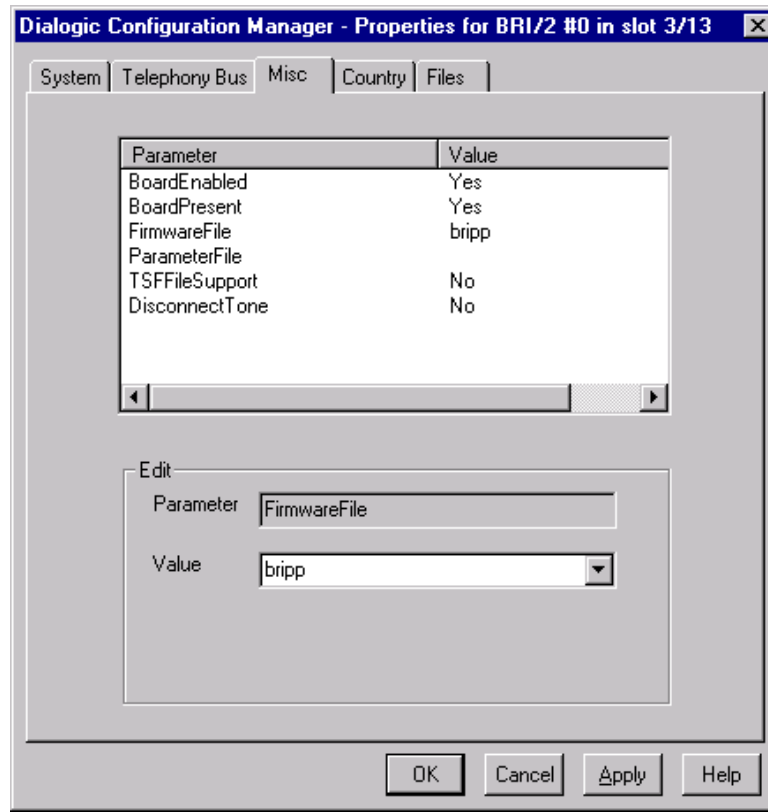 Dialogic Configuration Manager - Properties for BRI/2 #0 in slot 3/13
System Telephony Bus Misc Country Files
Parameter Value
BoardEnabled Yes
BoardPresent Yes
FirmwareFile bripp
ParameterFile
TSFFileSupport No
DisconnectTone No
Edit
Parameter FirmwareFile
Value bripp
OK Cancel Apply Help